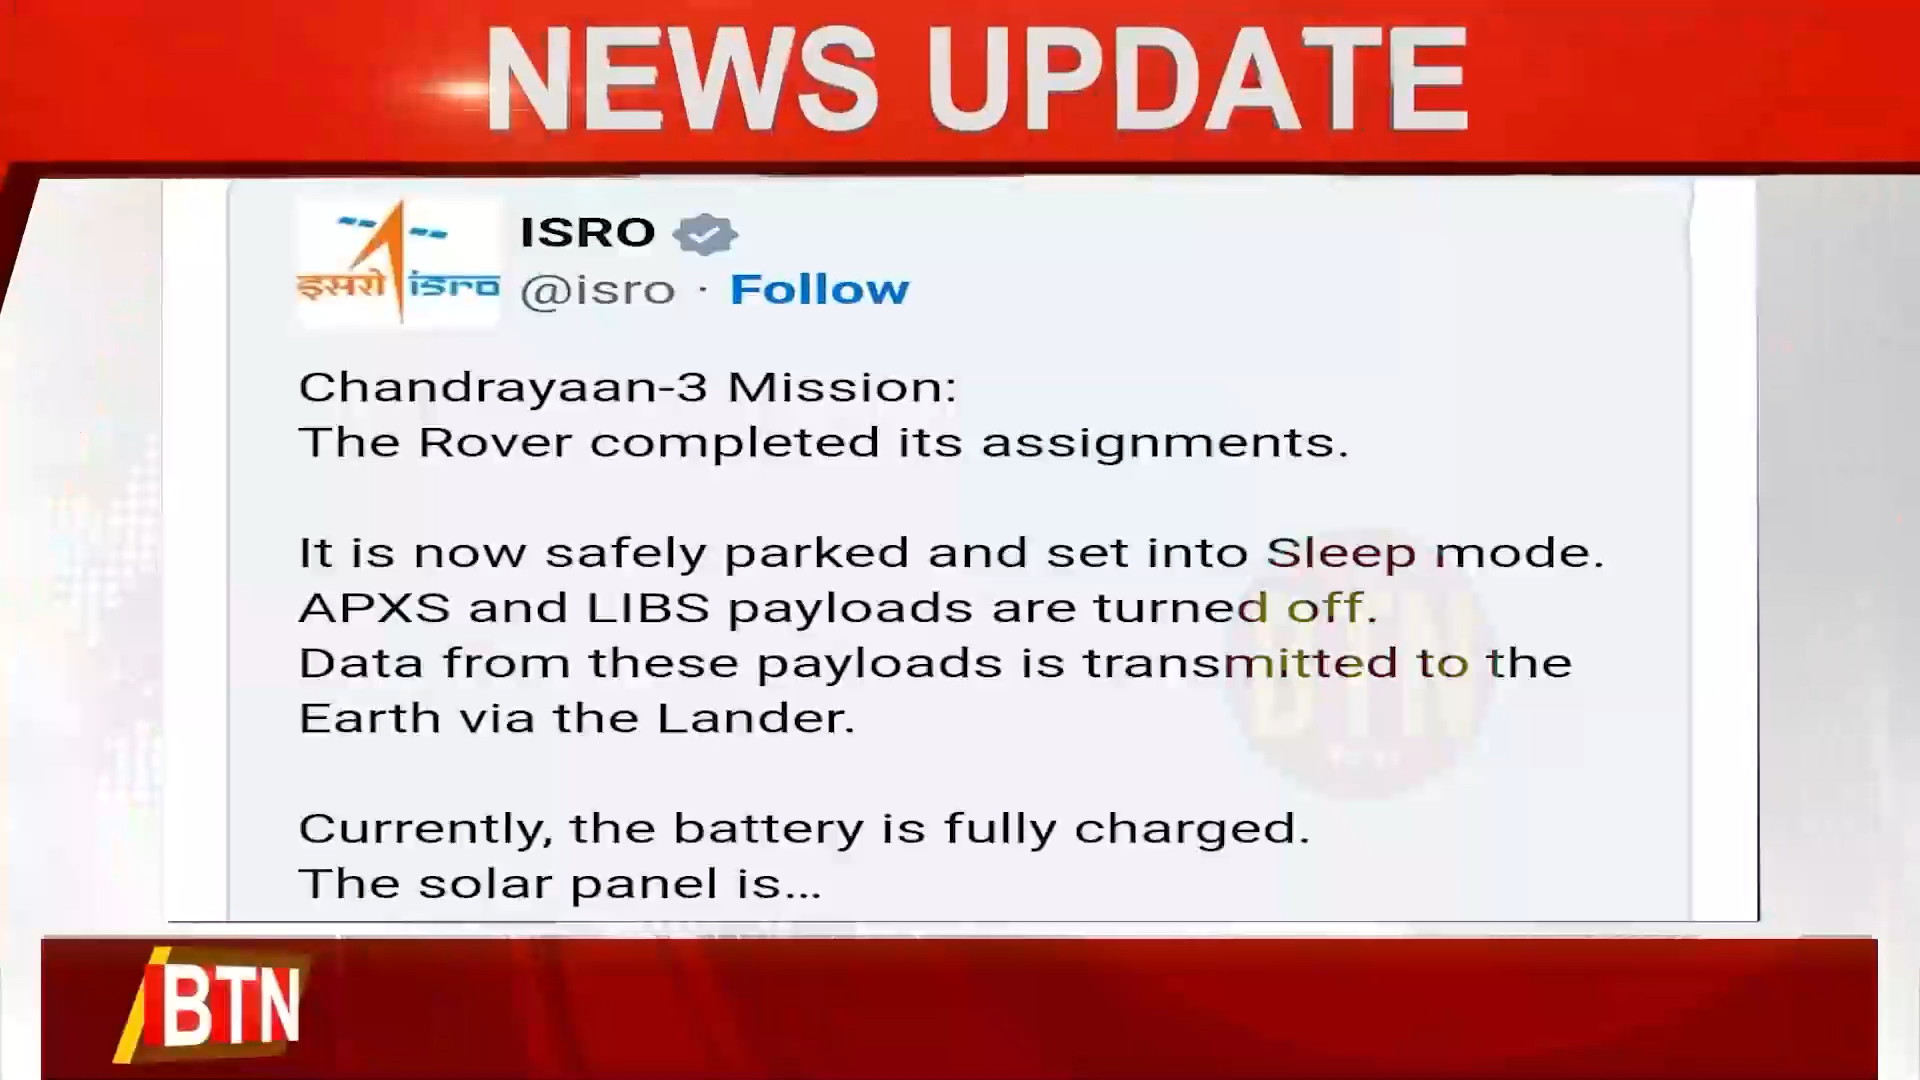 NEWS UPDATE
ISRO
@isro · Follow
इसरो isro
Chandrayaan-3 Mission:
The Rover completed its assignments.
It is now safely parked and set into Sleep mode.
APXS and LIBS payloads are turned off.
Data from these payloads is transmitted to the
Earth via the Lander.
Currently, the battery is fully charged.
The solar panel is...
BTN
BTN